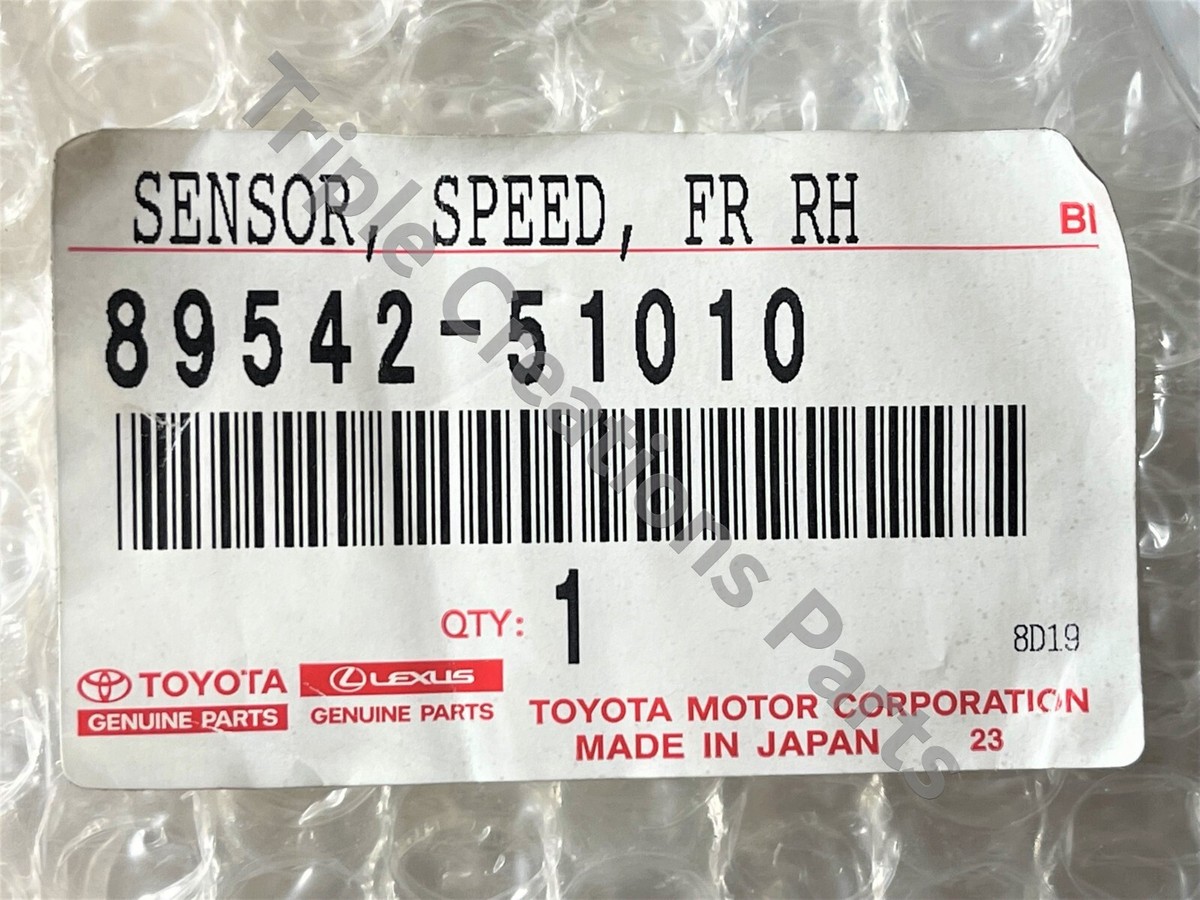 SENSOR, SPEED, FR RH
BI
89542-51010
QTY: 1
8D19
TOYOTA
GENUINE PARTS
LEXUS
GENUINE PARTS
TOYOTA MOTOR CORPORATION
MADE IN JAPAN 23
Triple Creations Parts